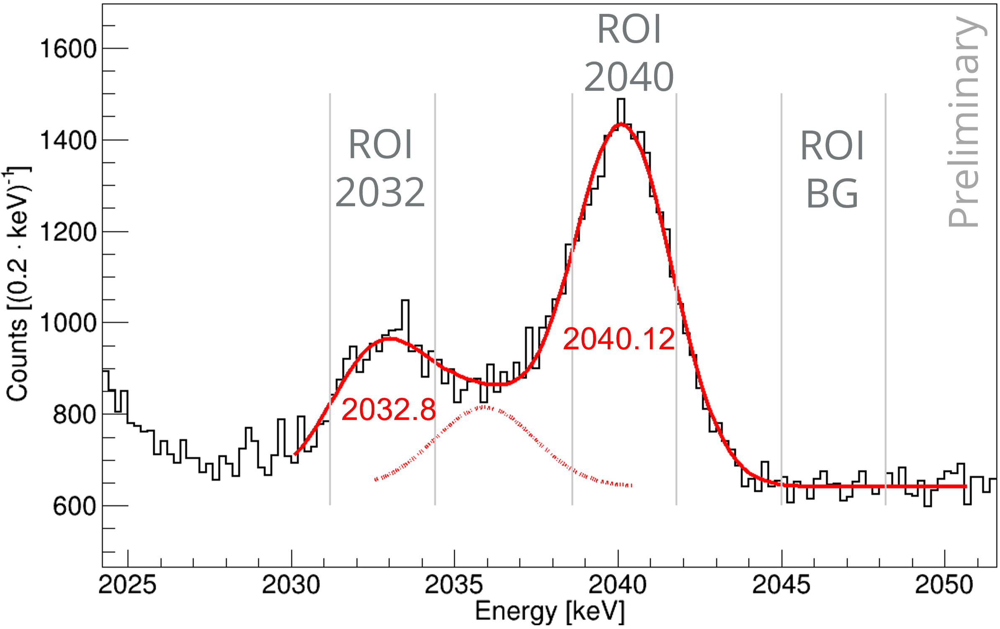 ROI
2040
Preliminary
ROI
2032
ROI
BG
1600
1400
1200
1000
800
600
Counts [(0.2 · keV)⁻¹]
2040.12
2032.8
2025
2030
2035
2040
2045
2050
Energy [keV]